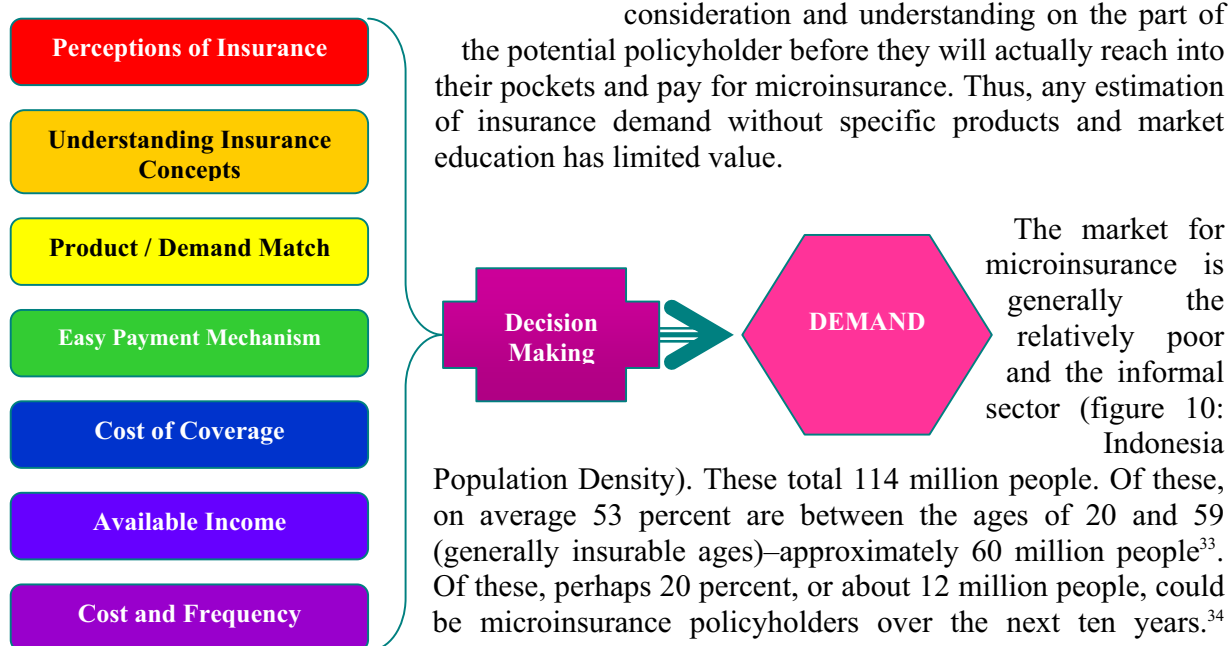 consideration and understanding on the part of
the potential policyholder before they will actually reach into
their pockets and pay for microinsurance. Thus, any estimation
of insurance demand without specific products and market
education has limited value.
Perceptions of Insurance
Understanding Insurance
Concepts
Product / Demand Match
Easy Payment Mechanism
Cost of Coverage
Available Income
Cost and Frequency
Decision
Making
DEMAND
The market for
microinsurance is
generally the
relatively poor
and the informal
sector (figure 10:
Indonesia
Population Density). These total 114 million people. Of these,
on average 53 percent are between the ages of 20 and 59
(generally insurable ages)–approximately 60 million people³³.
Of these, perhaps 20 percent, or about 12 million people, could
be microinsurance policyholders over the next ten years.³⁴